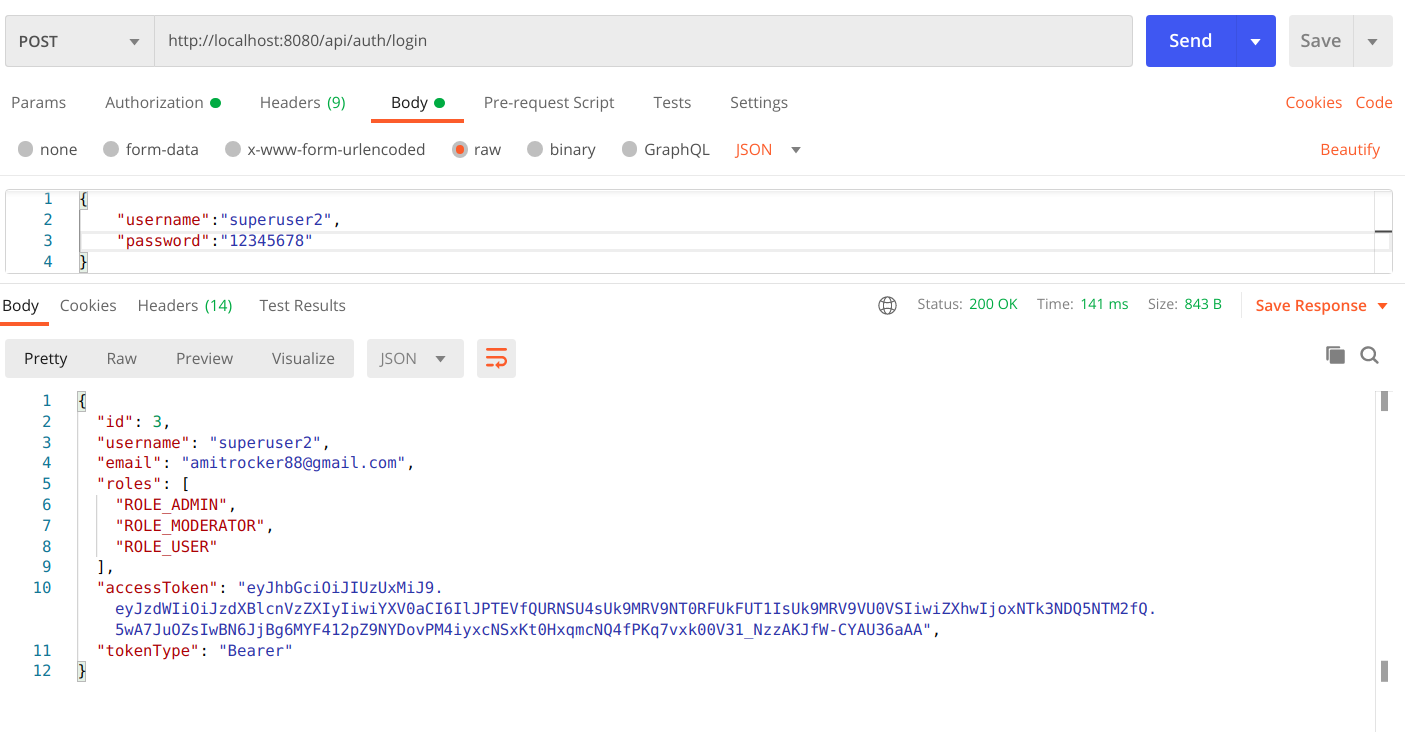 POST http://localhost:8080/api/auth/login Send Save
Params Authorization Headers (9) Body Pre-request Script Tests Settings Cookies Code
none form-data x-www-form-urlencoded raw binary GraphQL JSON Beautify
1 {
2 "username":"superuser2",
3 "password":"12345678"
4 }
Body Cookies Headers (14) Test Results Status: 200 OK Time: 141 ms Size: 843 B Save Response
Pretty Raw Preview Visualize JSON
1 {
2 "id": 3,
3 "username": "superuser2",
4 "email": "amitrocker88@gmail.com",
5 "roles": [
6 "ROLE_ADMIN",
7 "ROLE_MODERATOR",
8 "ROLE_USER"
9 ],
10 "accessToken": "eyJhbGciOiJIUzUxMiJ9.
eyJzdWIiOiJzdXBlcnVzZXIyIiwiYXV0aCI6IlJPTEVfQURNSU4sUk9MRV9NT0RFUkFUT1IsUk9MRV9VU0VSIiwiZXhwIjoxNTk3NDQ5NTM2fQ.
5wA7JuOZsIwBN6JjBg6MYF412pZ9NYDovPM4iyxcNSxKt0HxqmcNQ4fPKq7vxk00V31_NzzAKJfW-CYAU36aAA",
11 "tokenType": "Bearer"
12 }